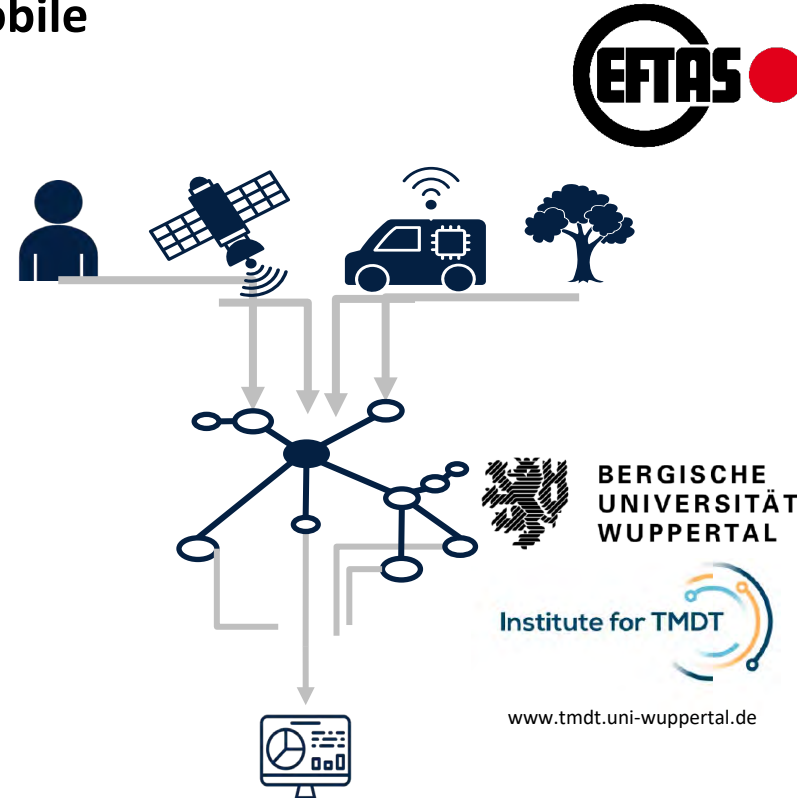 obile
EFTAS
BERGISCHE
UNIVERSITÄT
WUPPERTAL
Institute for TMDT
www.tmdt.uni-wuppertal.de